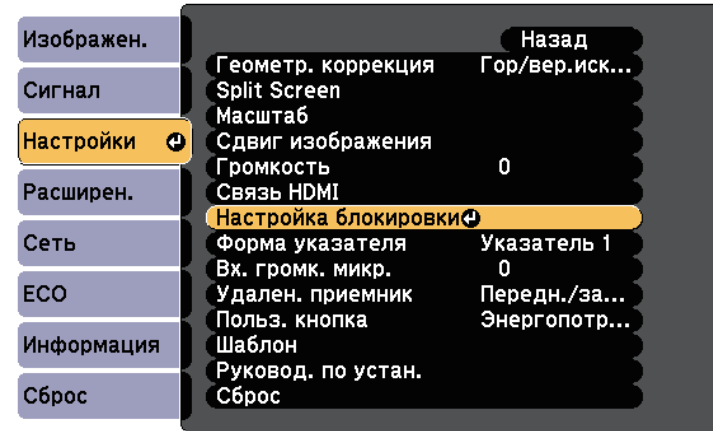 Изображен.
Сигнал
Настройки
Расширен.
Сеть
ECO
Информация
Сброс
Назад
Геометр. коррекция Гор/вер.иск...
Split Screen
Масштаб
Сдвиг изображения
Громкость 0
Связь HDMI
Настройка блокировки
Форма указателя Указатель 1
Вх. громк. микр. 0
Удален. приемник Передн./за...
Польз. кнопка Энергопотр...
Шаблон
Руковод. по устан.
Сброс